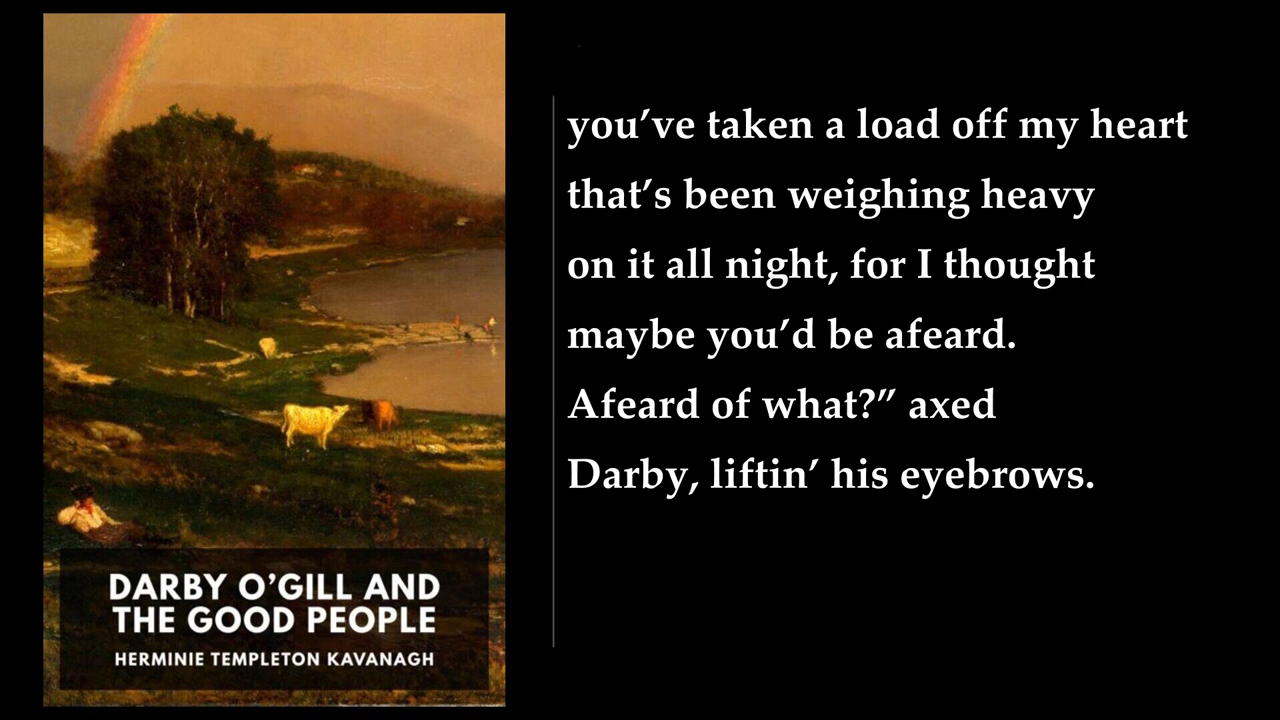 you’ve taken a load off my heart
that’s been weighing heavy
on it all night, for I thought
maybe you’d be afeard.
Afeard of what?” axed
Darby, liftin’ his eyebrows.
DARBY O’GILL AND
THE GOOD PEOPLE
HERMINIE TEMPLETON KAVANAGH